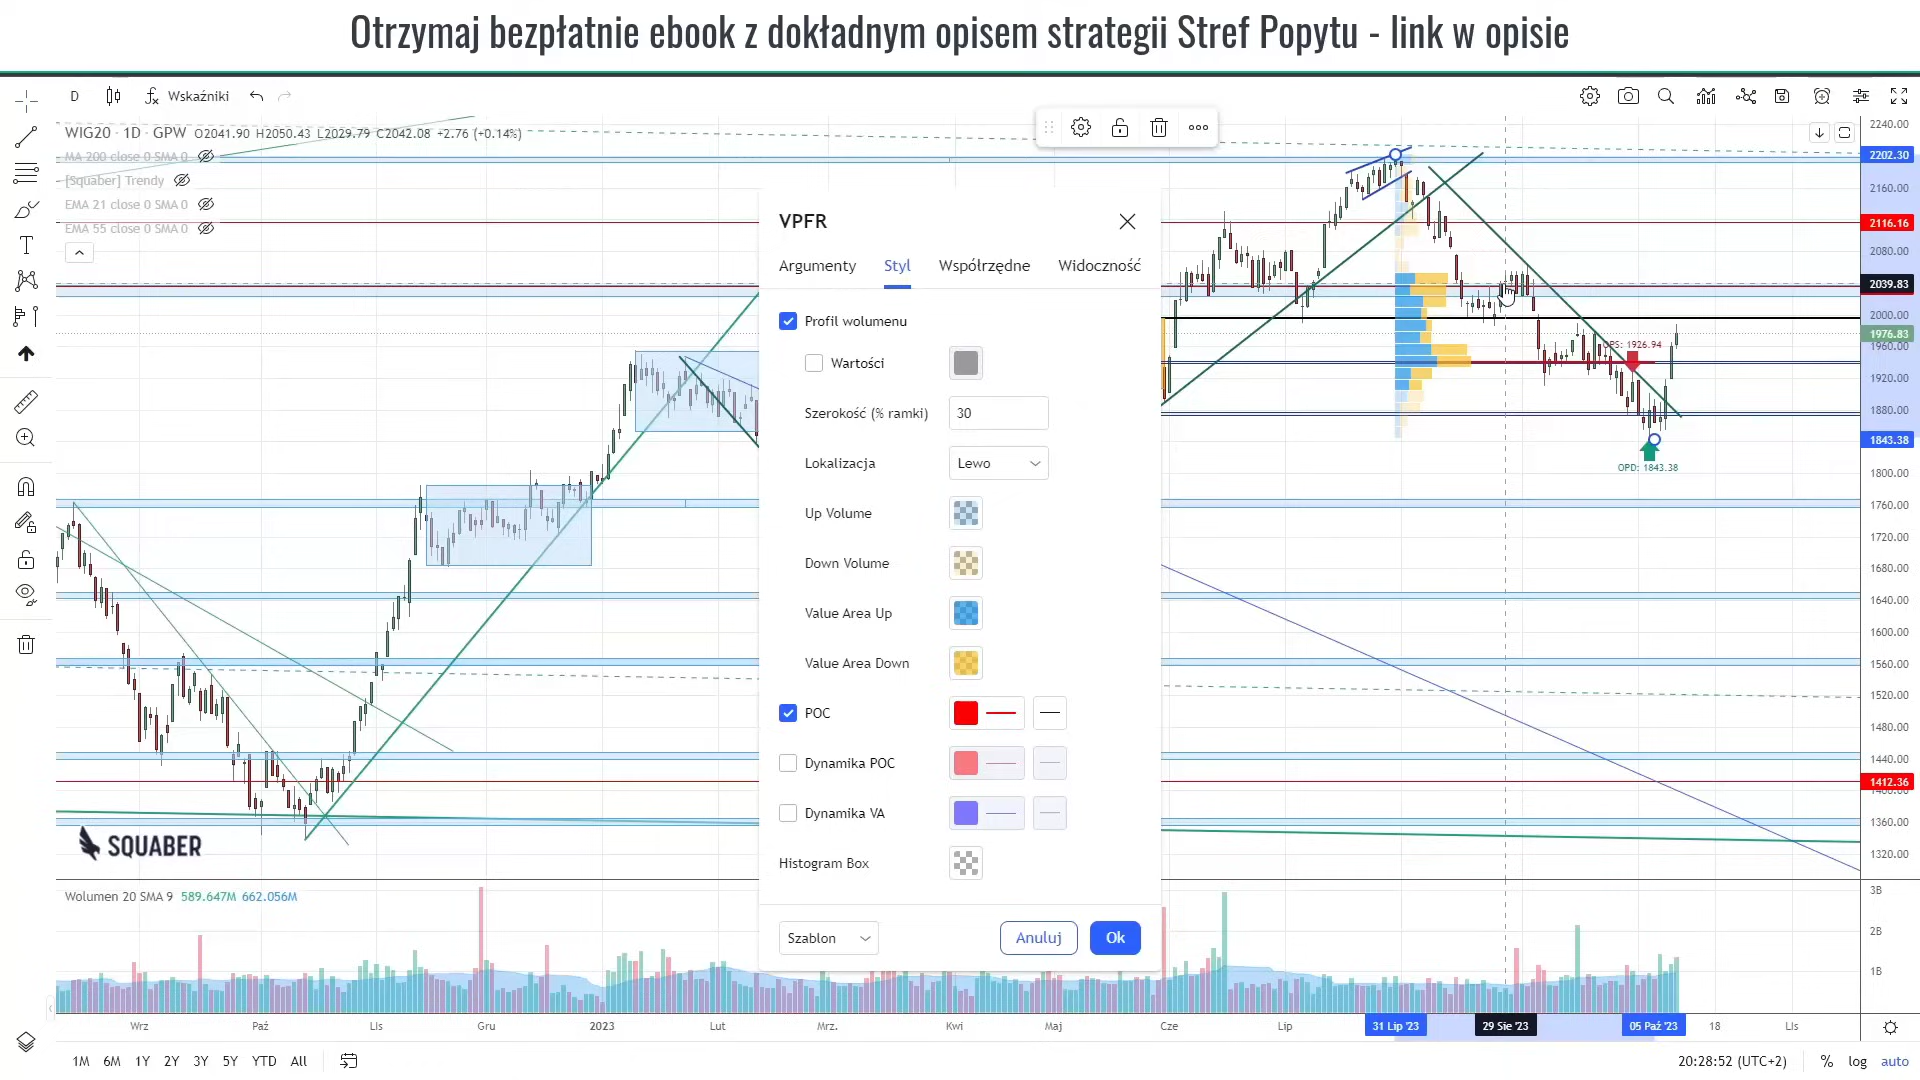 Otrzymaj bezpłatnie ebook z dokładnym opisem strategii Stref Popytu - link w opisie
D Wskaźniki
WIG20 · 1D · GPW O2041.90 H2050.43 L2029.79 C2042.08 +2.76 (+0.14%)
MA 200 close 0 SMA 0
[Squaber] Trendy
EMA 21 close 0 SMA 0
EMA 55 close 0 SMA 0
VPFR
Argumenty Styl Współrzędne Widoczność
Profil wolumenu
Wartości
Szerokość (% ramki) 30
Lokalizacja Lewo
Up Volume
Down Volume
Value Area Up
Value Area Down
POC
Dynamika POC
Dynamika VA
Histogram Box
Szablon Anuluj Ok
OPS: 1926.94
OPD: 1843.38
2240.00
2202.30
2160.00
2116.16
2080.00
2039.83
2000.00
1976.83
1960.00
1920.00
1880.00
1843.38
1800.00
1760.00
1720.00
1680.00
1640.00
1600.00
1560.00
1520.00
1480.00
1440.00
1412.36
1400.00
1360.00
1320.00
SQUABER
Wolumen 20 SMA 9 589.647M 662.056M
3B
2B
1B
Wrz Paź Lis Gru 2023 Lut Mrz. Kwi Maj Cze Lip 31 Lip '23 29 Sie '23 05 Paź '23 18 Lis
1M 6M 1Y 2Y 3Y 5Y YTD All 20:28:52 (UTC+2) % log auto